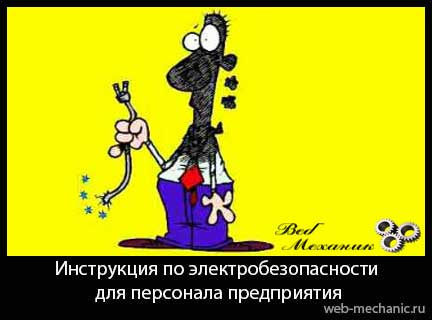 Веб
Механик
Инструкция по электробезопасности
для персонала предприятия
web-mechanic.ru